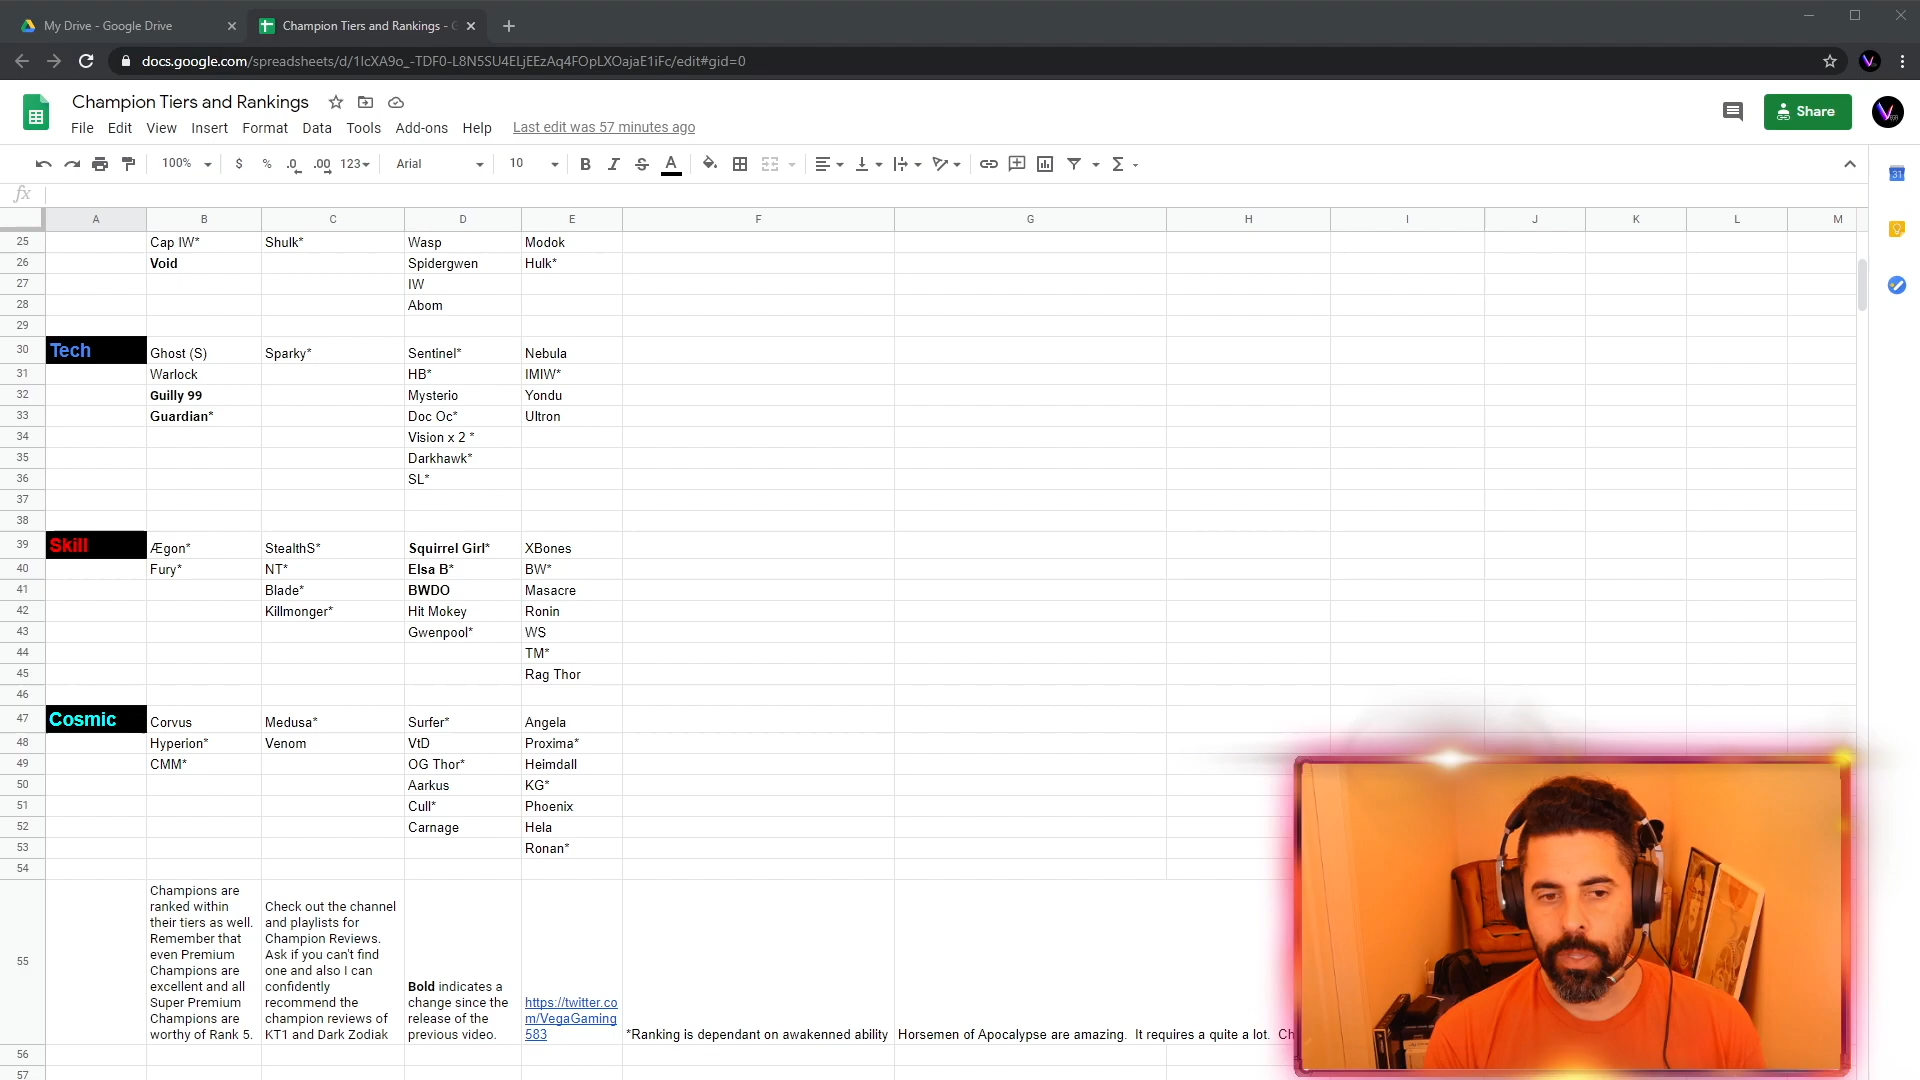 My Drive - Google Drive
Champion Tiers and Rankings -
docs.google.com/spreadsheets/d/1IcXA9o_-TDF0-L8N5SU4ELjEEzAq4FOpLXOajaE1iFc/edit#gid=0
Champion Tiers and Rankings
Share
File Edit View Insert Format Data Tools Add-ons Help Last edit was 57 minutes ago
100% $ % .0 .00 123 Arial 10 B I S A Σ
31
fx
A B C D E F G H I J K L M
25 Cap IW* Shulk* Wasp Modok
26 Void Spidergwen Hulk*
27 IW
28 Abom
29
30 Tech Ghost (S) Sparky* Sentinel* Nebula
31 Warlock HB* IMIW*
32 Guilly 99 Mysterio Yondu
33 Guardian* Doc Oc* Ultron
34 Vision x 2 *
35 Darkhawk*
36 SL*
37
38
39 Skill Ægon* StealthS* Squirrel Girl* XBones
40 Fury* NT* Elsa B* BW*
41 Blade* BWDO Masacre
42 Killmonger* Hit Mokey Ronin
43 Gwenpool* WS
44 TM*
45 Rag Thor
46
47 Cosmic Corvus Medusa* Surfer* Angela
48 Hyperion* Venom VtD Proxima*
49 CMM* OG Thor* Heimdall
50 Aarkus KG*
51 Cull* Phoenix
52 Carnage Hela
53 Ronan*
54
55
Champions are
ranked within
their tiers as well.
Remember that
even Premium
Champions are
excellent and all
Super Premium
Champions are
worthy of Rank 5.
Check out the channel
and playlists for
Champion Reviews.
Ask if you can't find
one and also I can
confidently
recommend the
champion reviews of
KT1 and Dark Zodiak
Bold indicates a
change since the
release of the
previous video.
https://twitter.co
m/VegaGaming
583
*Ranking is dependant on awakenned ability
Horsemen of Apocalypse are amazing. It requires a quite a lot. Ch
56
57